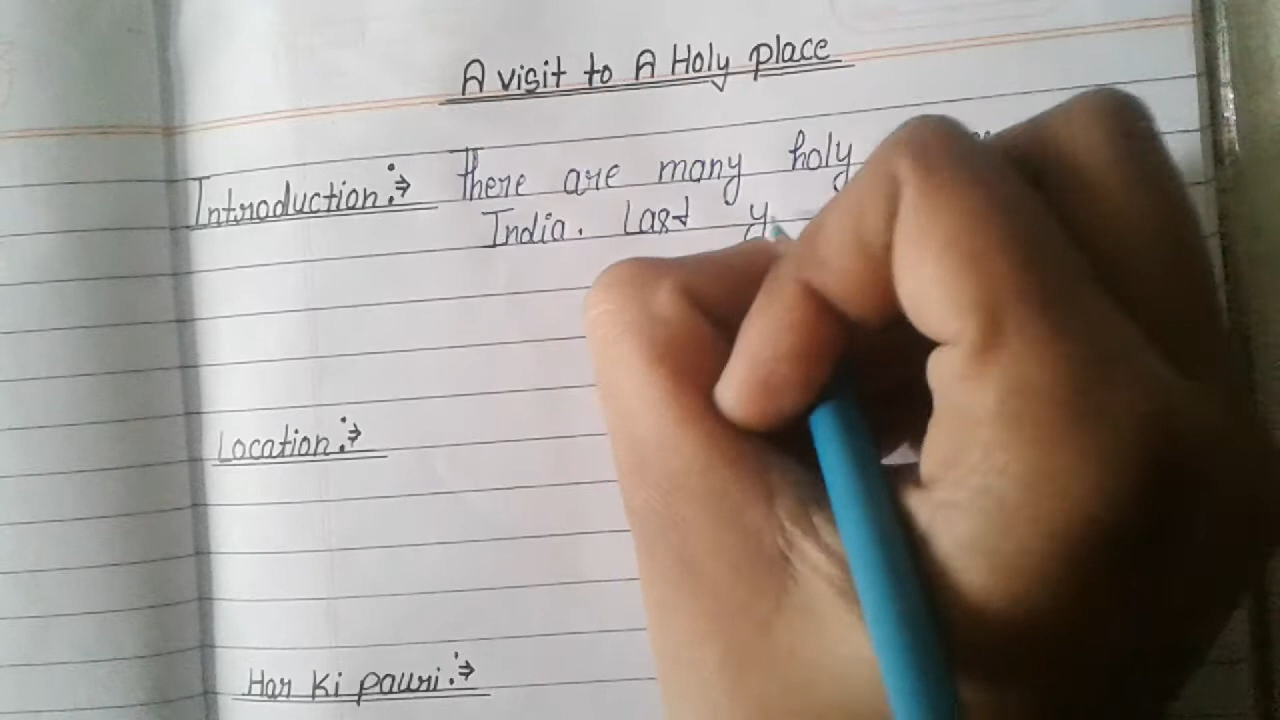 A visit to A Holy place
Introduction :→ There are many holy
India. Last y
Location :→
Har Ki pauri :→